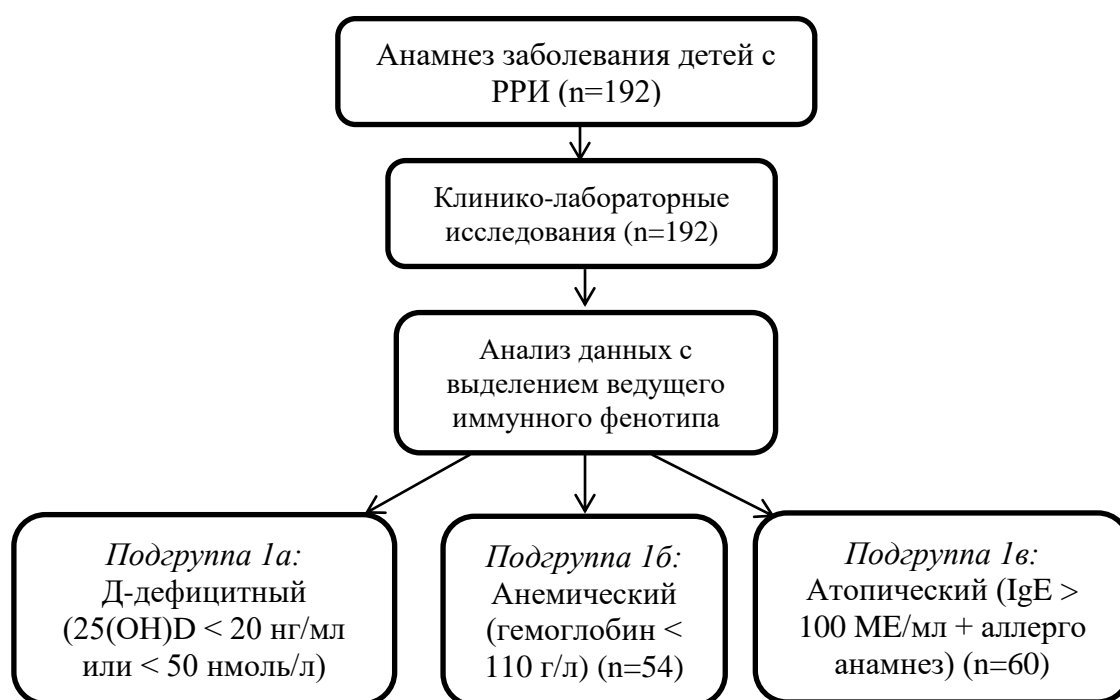 Анамнез заболевания детей с
РРИ (n=192)
Клинико-лабораторные
исследования (n=192)
Анализ данных с
выделением ведущего
иммунного фенотипа
Подгруппа 1а:
Д-дефицитный
(25(OH)D < 20 нг/мл
или < 50 нмоль/л)
Подгруппа 1б:
Анемический
(гемоглобин <
110 г/л) (n=54)
Подгруппа 1в:
Атопический (IgE >
100 МЕ/мл + аллерго
анамнез) (n=60)